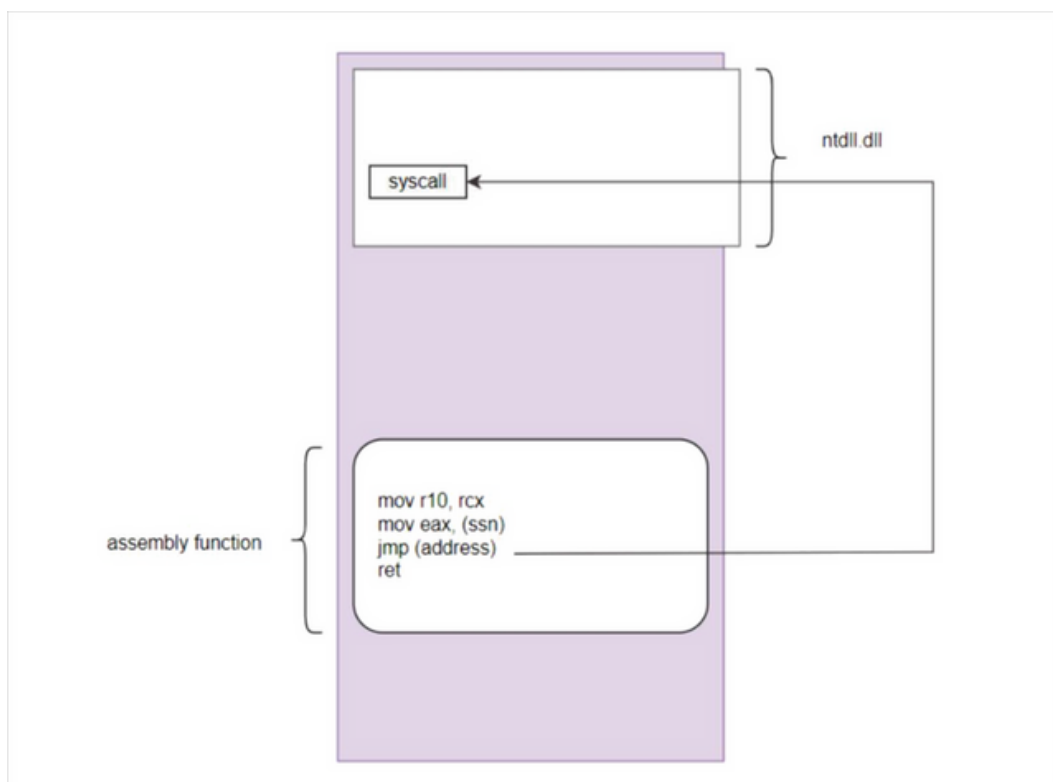 ntdll.dll
syscall
mov r10, rcx
mov eax, (ssn)
jmp (address)
ret
assembly function